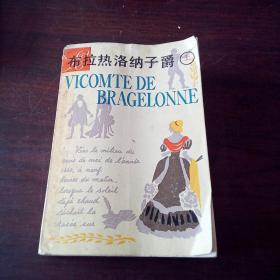 布拉热洛纳子爵 上
VICOMTE DE
BRAGELONNE
Vers le milieu du
mois de mai de l'année
1660, à neuf
heures du matin,
lorsque le soleil
déjà chaud
séchait la
rosée sur